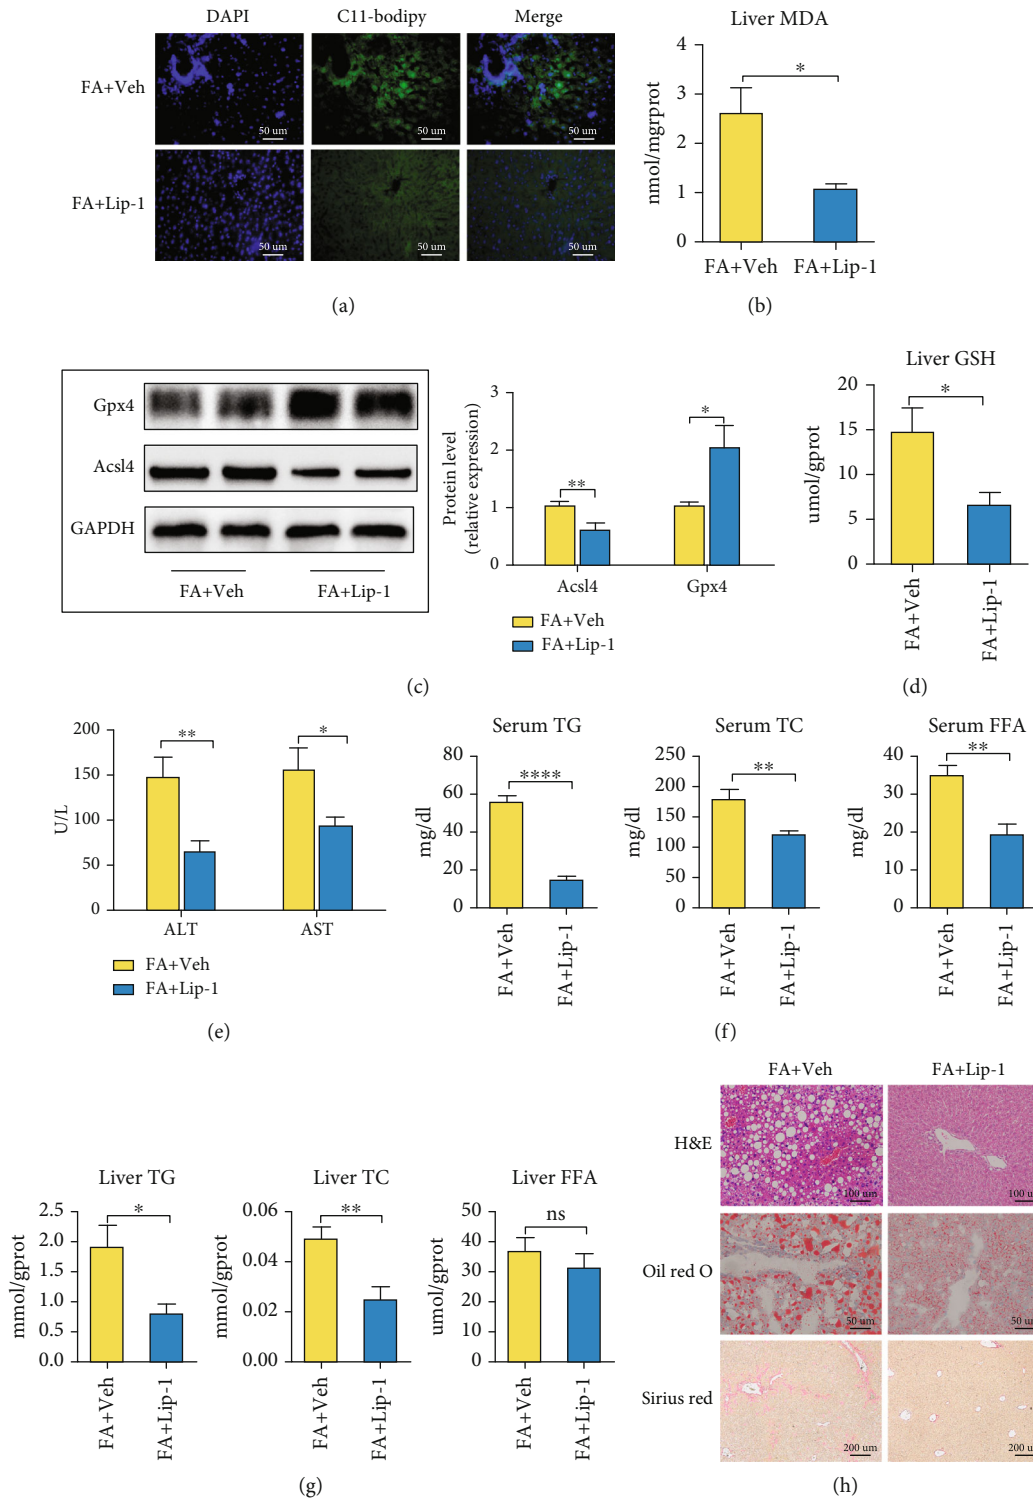 DAPI C11-bodipy Merge
FA+Veh
50 um 50 um 50 um
FA+Lip-1
50 um 50 um 50 um
(a)
Liver MDA
nmol/mgrprot
4
3
2
1
0
*
FA+Veh FA+Lip-1
(b)
Gpx4
Acsl4
GAPDH
FA+Veh FA+Lip-1
Protein level
(relative expression)
3
2
1
0
** *
Acsl4 Gpx4
FA+Veh
FA+Lip-1
(c)
Liver GSH
umol/gprot
20
15
10
5
0
*
FA+Veh FA+Lip-1
(d)
U/L
200
150
100
50
0
** *
ALT AST
FA+Veh
FA+Lip-1
(e)
Serum TG
mg/dl
60
40
20
0
****
FA+Veh FA+Lip-1
Serum TC
mg/dl
250
200
150
100
50
0
**
FA+Veh FA+Lip-1
Serum FFA
mg/dl
40
30
20
10
0
**
FA+Veh FA+Lip-1
(f)
Liver TG
mmol/gprot
2.5
2.0
1.5
1.0
0.5
0.0
*
FA+Veh FA+Lip-1
Liver TC
mmol/gprot
0.06
0.04
0.02
0.00
**
FA+Veh FA+Lip-1
Liver FFA
umol/gprot
50
40
30
20
10
0
ns
FA+Veh FA+Lip-1
(g)
FA+Veh FA+Lip-1
H&E
100 um 100 um
Oil red O
50 um 50 um
Sirius red
200 um 200 um
(h)